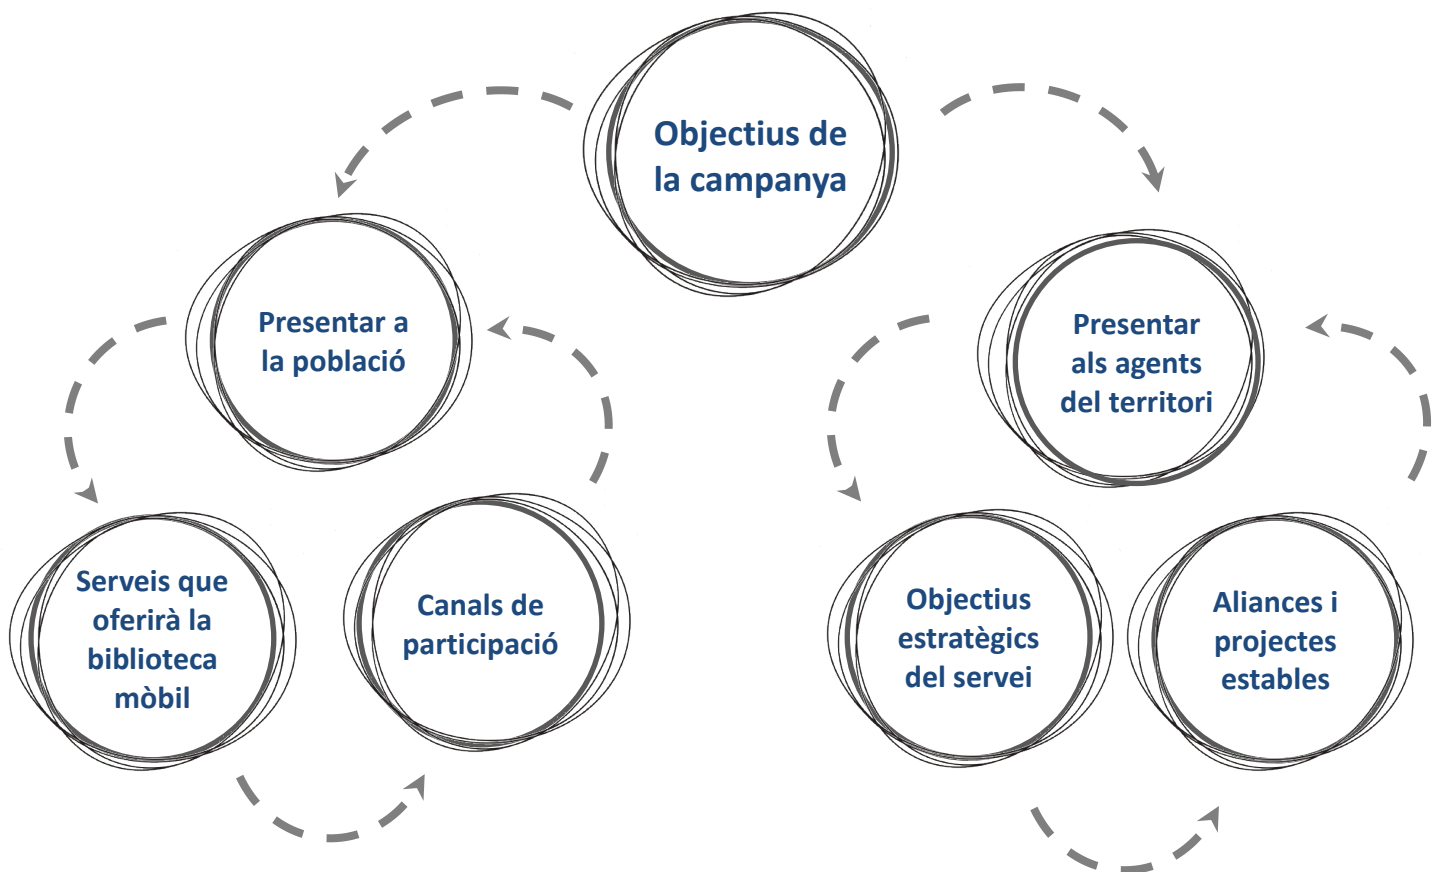 Objectius de
la campanya
Presentar a
la població
Presentar
als agents
del territori
Serveis que
oferirà la
biblioteca
mòbil
Canals de
participació
Objectius
estratègics
del servei
Aliances i
projectes
estables